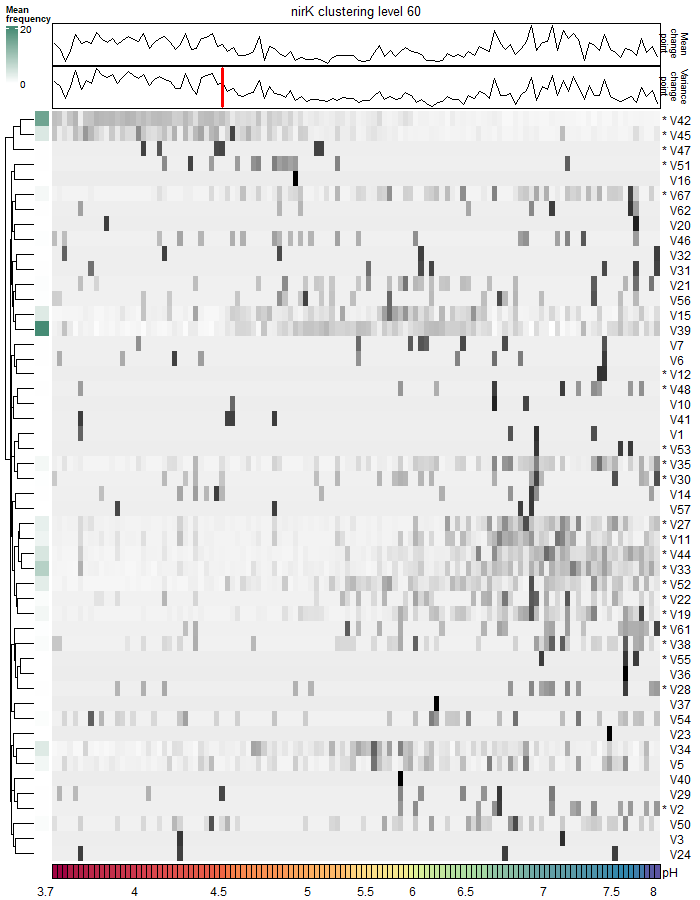 nirK clustering level 60
Mean
frequency
20
0
Mean
change
point
Variance
change
point
* V42
* V45
* V47
* V51
V16
* V67
V62
V20
V46
V32
V31
V21
V56
V15
V39
V7
V6
* V12
* V48
V10
V41
V1
* V53
* V35
* V30
V14
V57
* V27
* V11
* V44
* V33
* V52
* V22
* V19
* V61
* V38
* V55
V36
* V28
V37
V54
V23
V34
V5
V40
V29
* V2
V50
V3
V24
pH
3.7 4 4.5 5 5.5 6 6.5 7 7.5 8